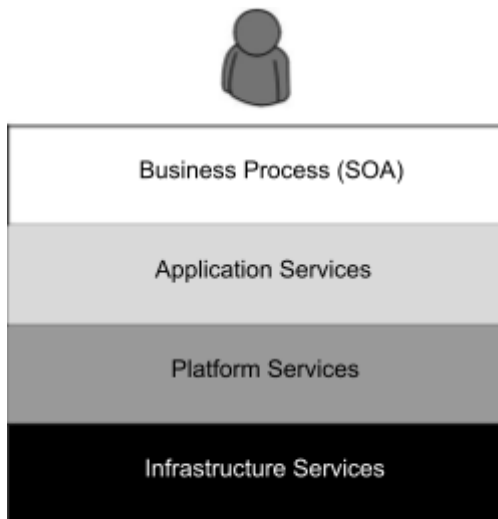 Business Process (SOA)
Application Services
Platform Services
Infrastructure Services